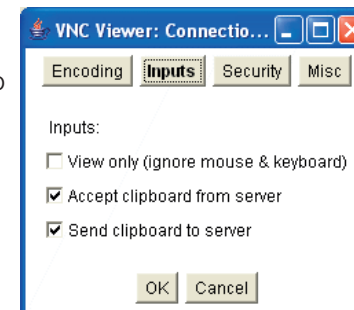 VNC Viewer: Connectio...
Encoding Inputs Security Misc
Inputs:
View only (ignore mouse & keyboard)
Accept clipboard from server
Send clipboard to server
OK Cancel